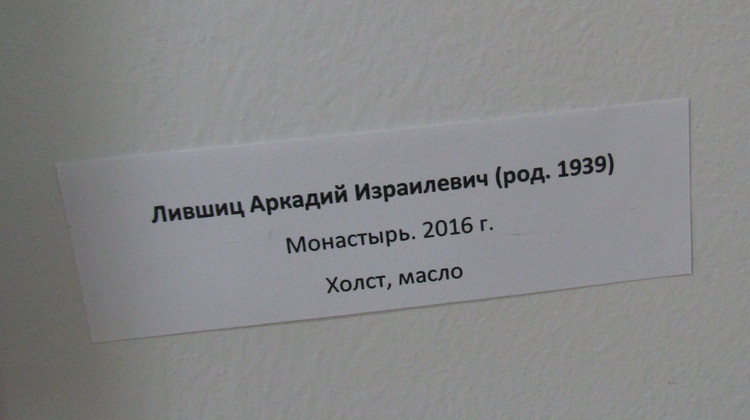 Лившиц Аркадий Израилевич (род. 1939)
Монастырь. 2016 г.
Холст, масло